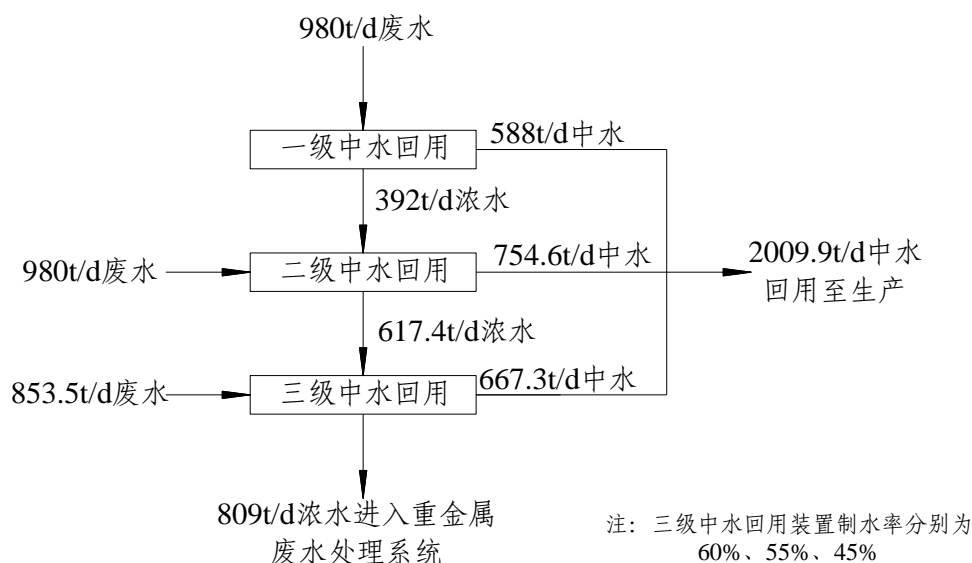 980t/d废水
一级中水回用
588t/d中水
392t/d浓水
980t/d废水
二级中水回用
754.6t/d中水
2009.9t/d中水
回用至生产
617.4t/d浓水
853.5t/d废水
三级中水回用
667.3t/d中水
809t/d浓水进入重金属
废水处理系统
注：三级中水回用装置制水率分别为
60%、55%、45%